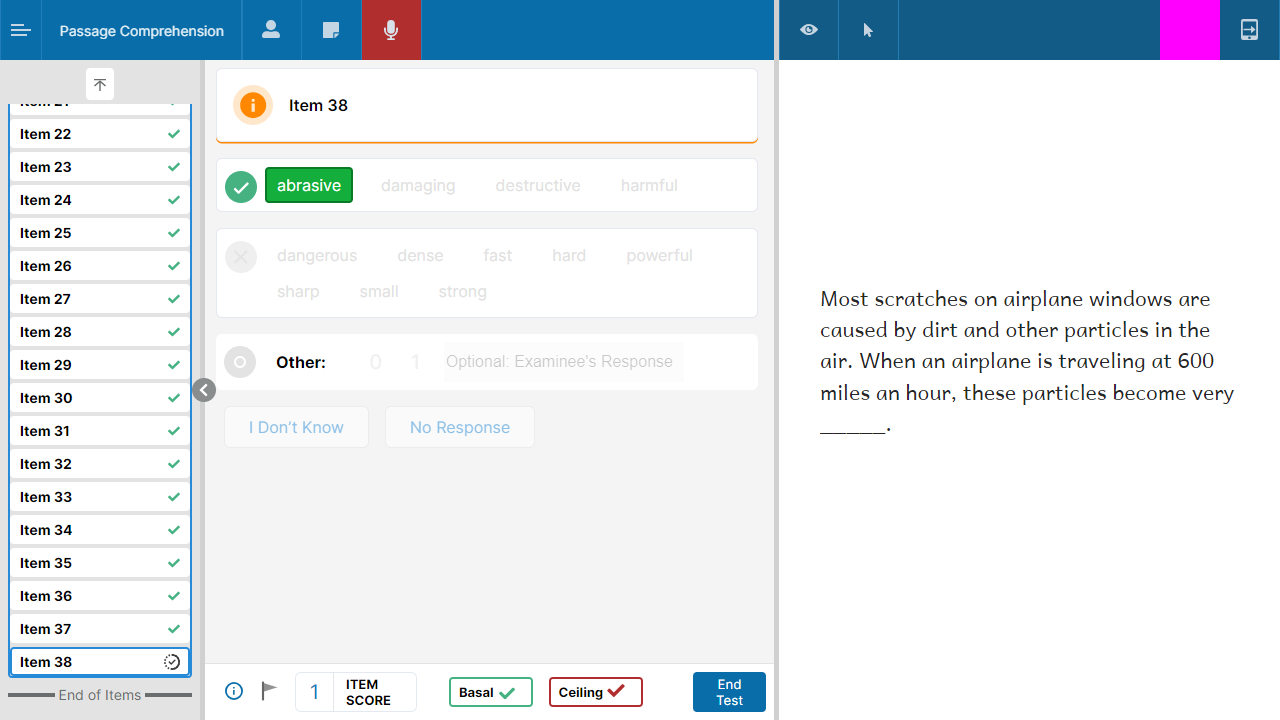 Passage Comprehension
Item 22
Item 23
Item 24
Item 25
Item 26
Item 27
Item 28
Item 29
Item 30
Item 31
Item 32
Item 33
Item 34
Item 35
Item 36
Item 37
Item 38
End of Items
Item 38
abrasive damaging destructive harmful
dangerous dense fast hard powerful
sharp small strong
Other: 0 1 Optional: Examinee's Response
I Don't Know No Response
1 ITEM
SCORE
Basal
Ceiling
End
Test
Most scratches on airplane windows are
caused by dirt and other particles in the
air. When an airplane is traveling at 600
miles an hour, these particles become very
_____.